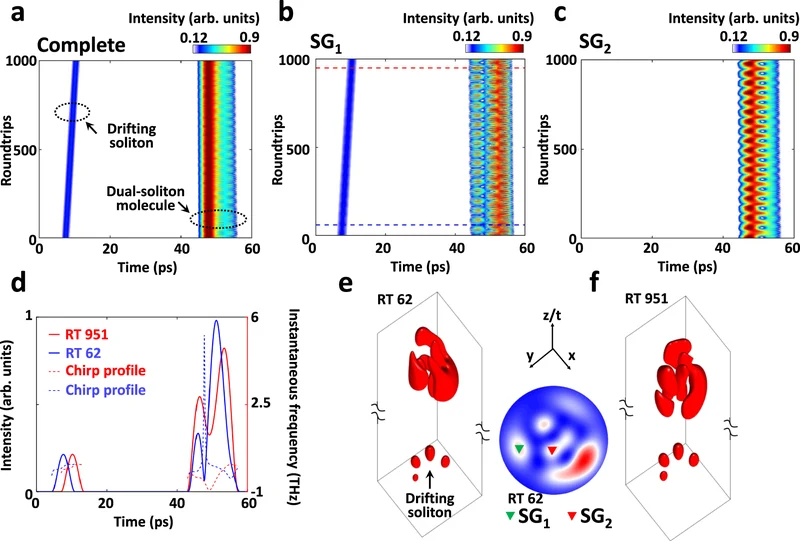 a
Complete
Intensity (arb. units)
0.12
0.9
1000
500
0
Roundtrips
Drifting
soliton
Dual-soliton
molecule
0
20
40
60
Time (ps)
b
SG1
Intensity (arb. units)
0.12
0.9
1000
500
0
Roundtrips
0
20
40
60
Time (ps)
c
SG2
Intensity (arb. units)
0.12
0.9
1000
500
0
Roundtrips
0
20
40
60
Time (ps)
d
1
0
Intensity (arb. units)
RT 951
RT 62
Chirp profile
Chirp profile
6
2.5
-1
Instantaneous frequency (THz)
0
20
40
60
Time (ps)
e
RT 62
Drifting
soliton
z/t
y
x
RT 62
SG1
SG2
f
RT 951